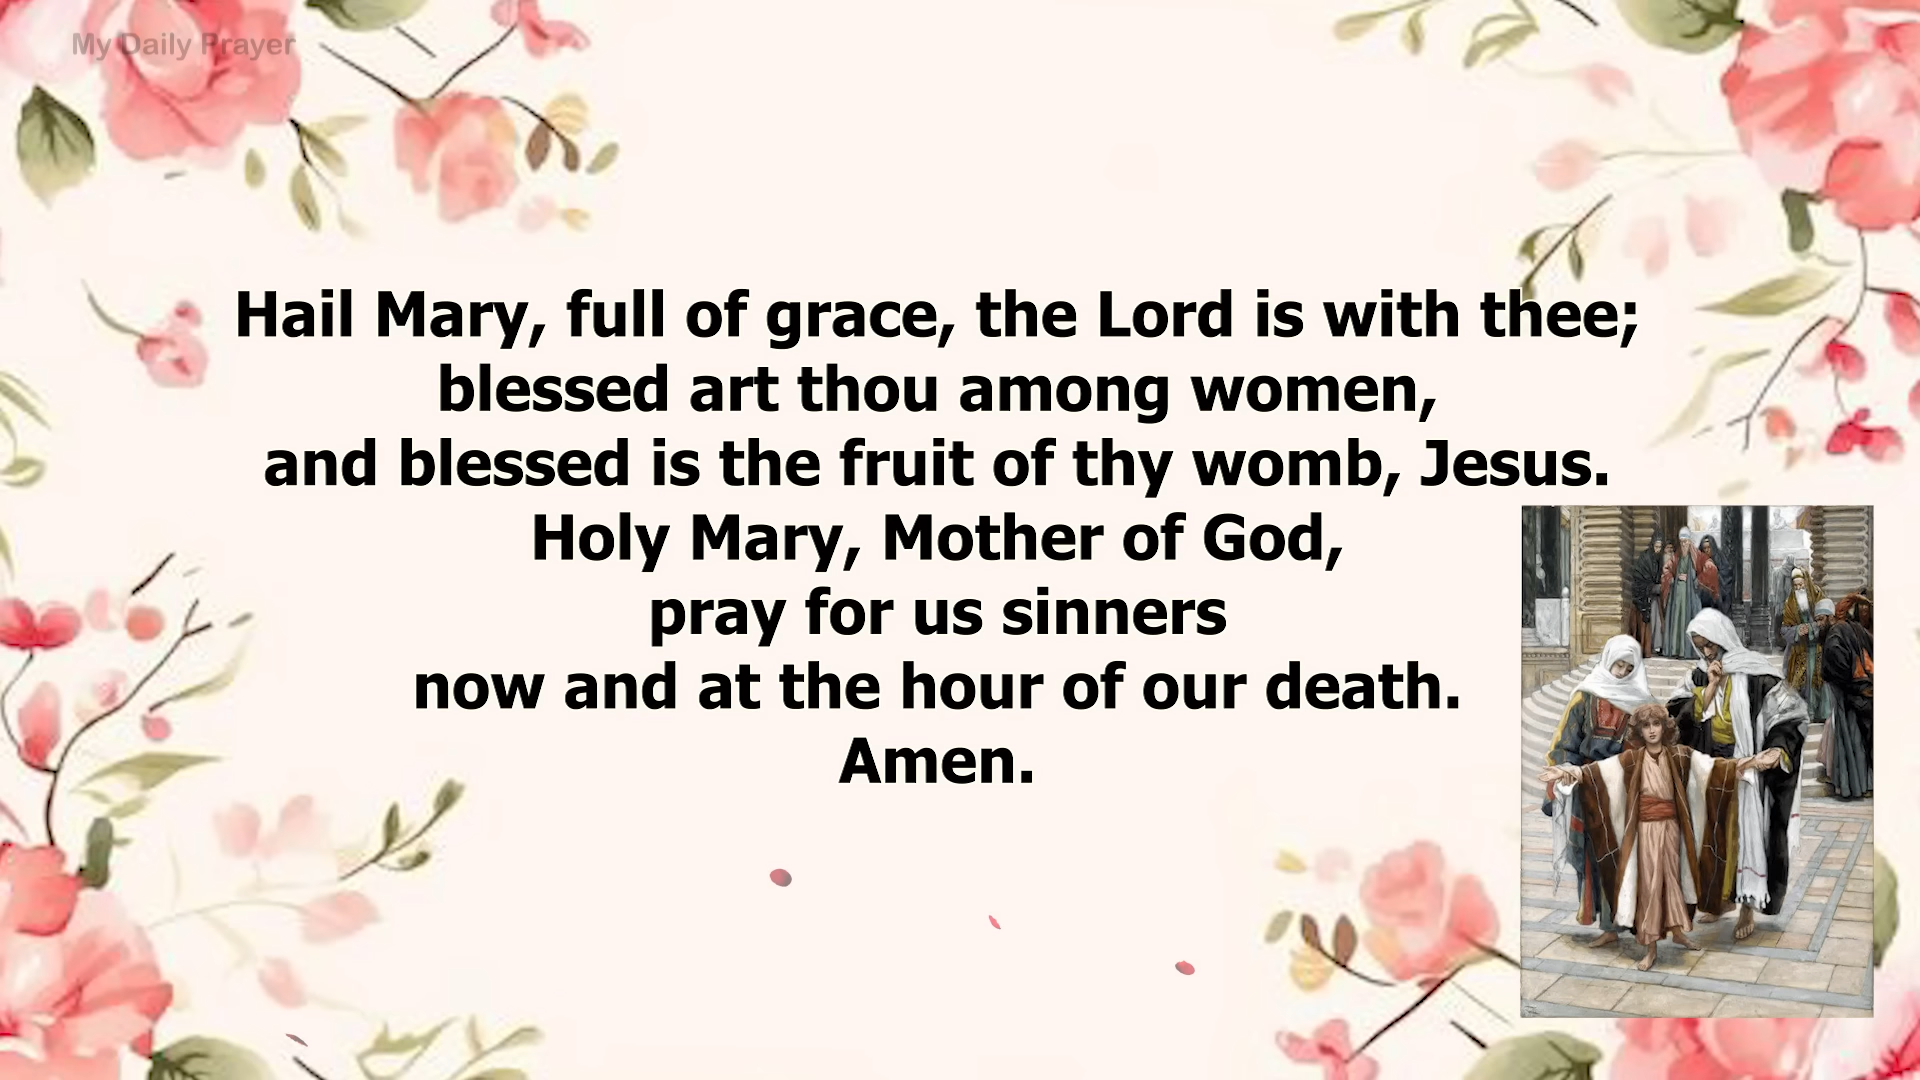 My Daily Prayer
Hail Mary, full of grace, the Lord is with thee;
blessed art thou among women,
and blessed is the fruit of thy womb, Jesus.
Holy Mary, Mother of God,
pray for us sinners
now and at the hour of our death.
Amen.